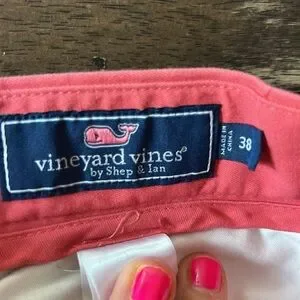 vineyard vines®
by Shep & Ian
MADE IN
CHINA
38